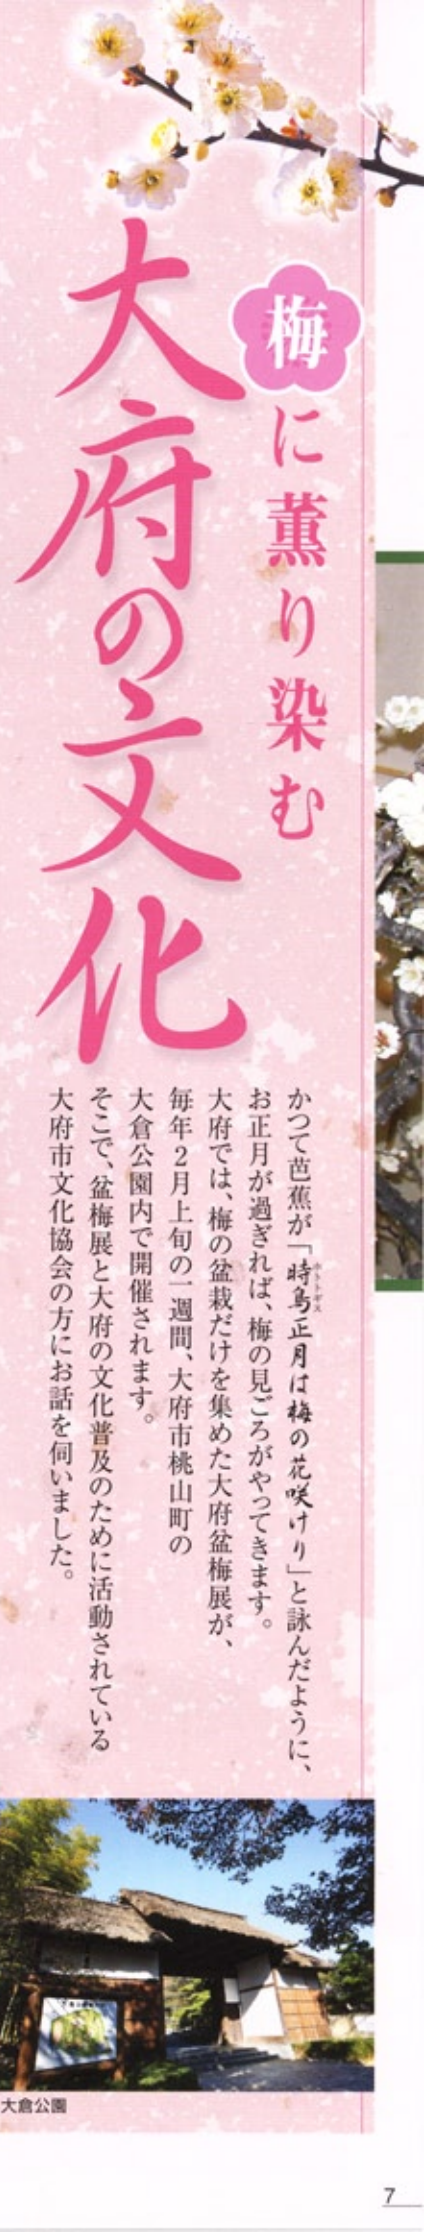 梅に薫り染む
大府の文化
かつて芭蕉が「時鳥正月は梅の花咲けり」と詠んだように、
ホトトギス
お正月が過ぎれば、梅の見ごろがやってきます。
大府では、梅の盆栽だけを集めた大府盆梅展が、
毎年2月上旬の一週間、大府市桃山町の
大倉公園内で開催されます。
そこで、盆梅展と大府の文化普及のために活動されている
大府市文化協会の方にお話を伺いました。
大倉公園
7